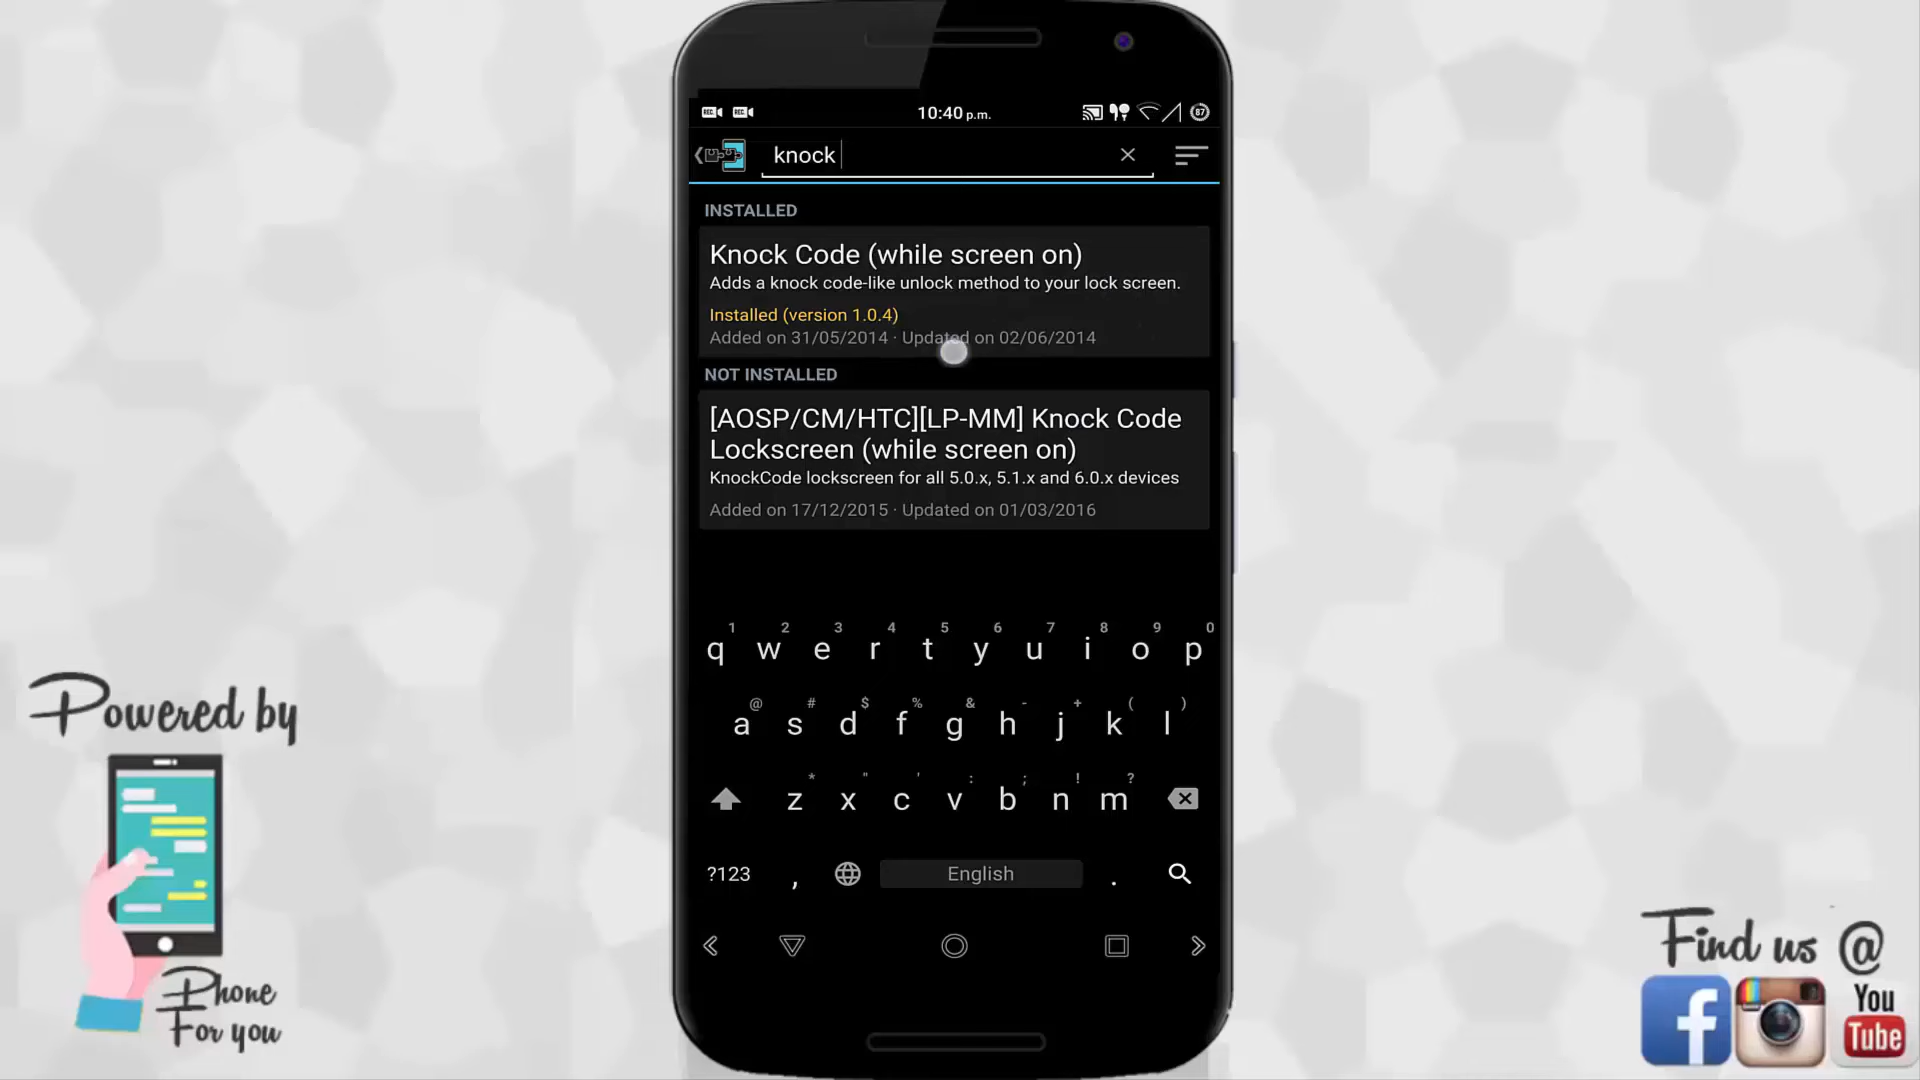 REC REC 10:40 p.m. 87
knock
INSTALLED
Knock Code (while screen on)
Adds a knock code-like unlock method to your lock screen.
Installed (version 1.0.4)
Added on 31/05/2014 · Updated on 02/06/2014
NOT INSTALLED
[AOSP/CM/HTC][LP-MM] Knock Code
Lockscreen (while screen on)
KnockCode lockscreen for all 5.0.x, 5.1.x and 6.0.x devices
Added on 17/12/2015 · Updated on 01/03/2016
1 2 3 4 5 6 7 8 9 0
q w e r t y u i o p
@ # $ % & - + ( )
a s d f g h j k l
* " ' : ; ! ?
z x c v b n m
?123 , English .
Powered by
Phone
For you
Find us @
f
You
Tube